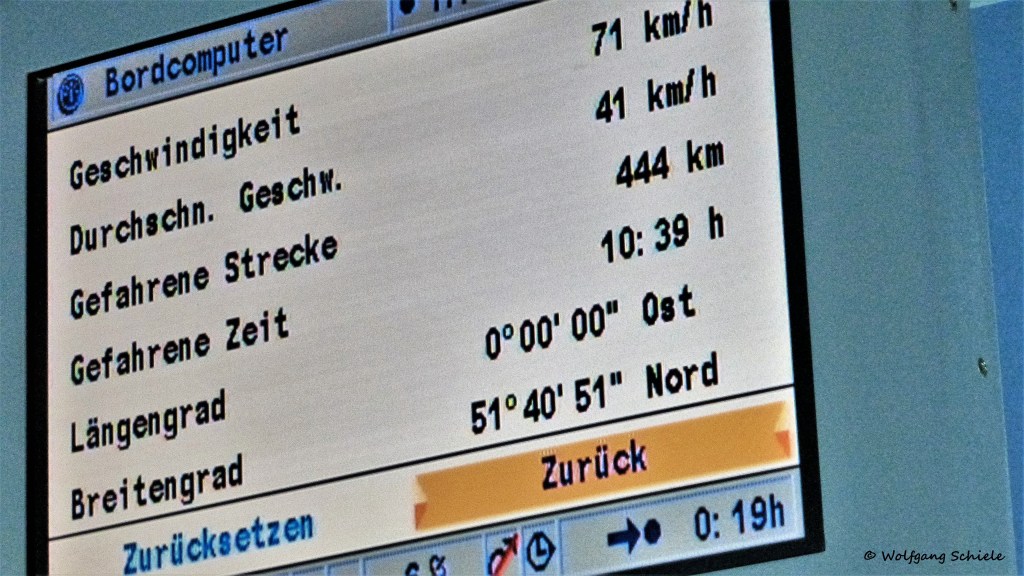 Bordcomputer
Geschwindigkeit 71 km/h
Durchschn. Geschw. 41 km/h
Gefahrene Strecke 444 km
Gefahrene Zeit 10:39 h
Längengrad 0°00'00" Ost
Breitengrad 51°40'51" Nord
Zurücksetzen Zurück
0:19h
© Wolfgang Schiele